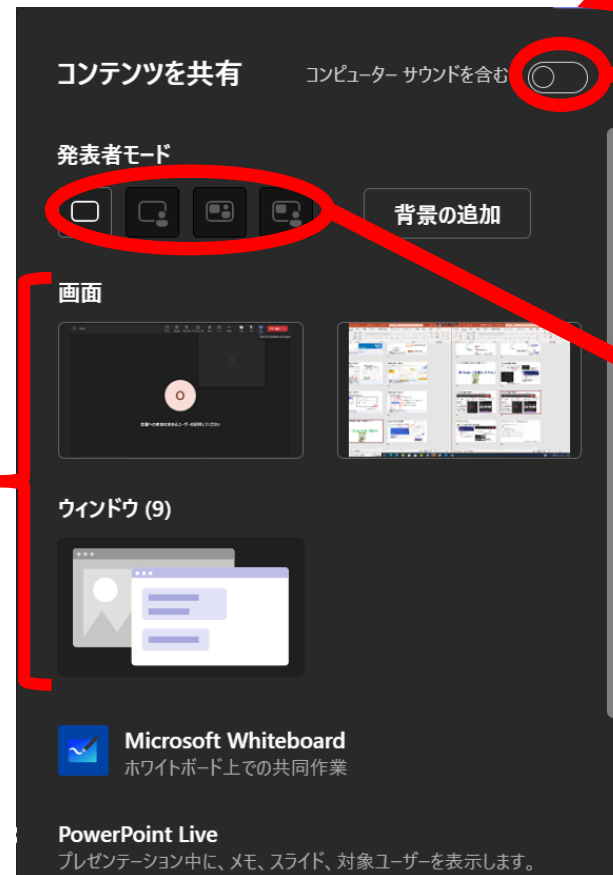 コンテンツを共有
コンピューター サウンドを含む
発表者モード
背景の追加
画面
O
ウィンドウ (9)
Microsoft Whiteboard
ホワイトボード上での共同作業
PowerPoint Live
プレゼンテーション中に、メモ、スライド、対象ユーザーを表示します。